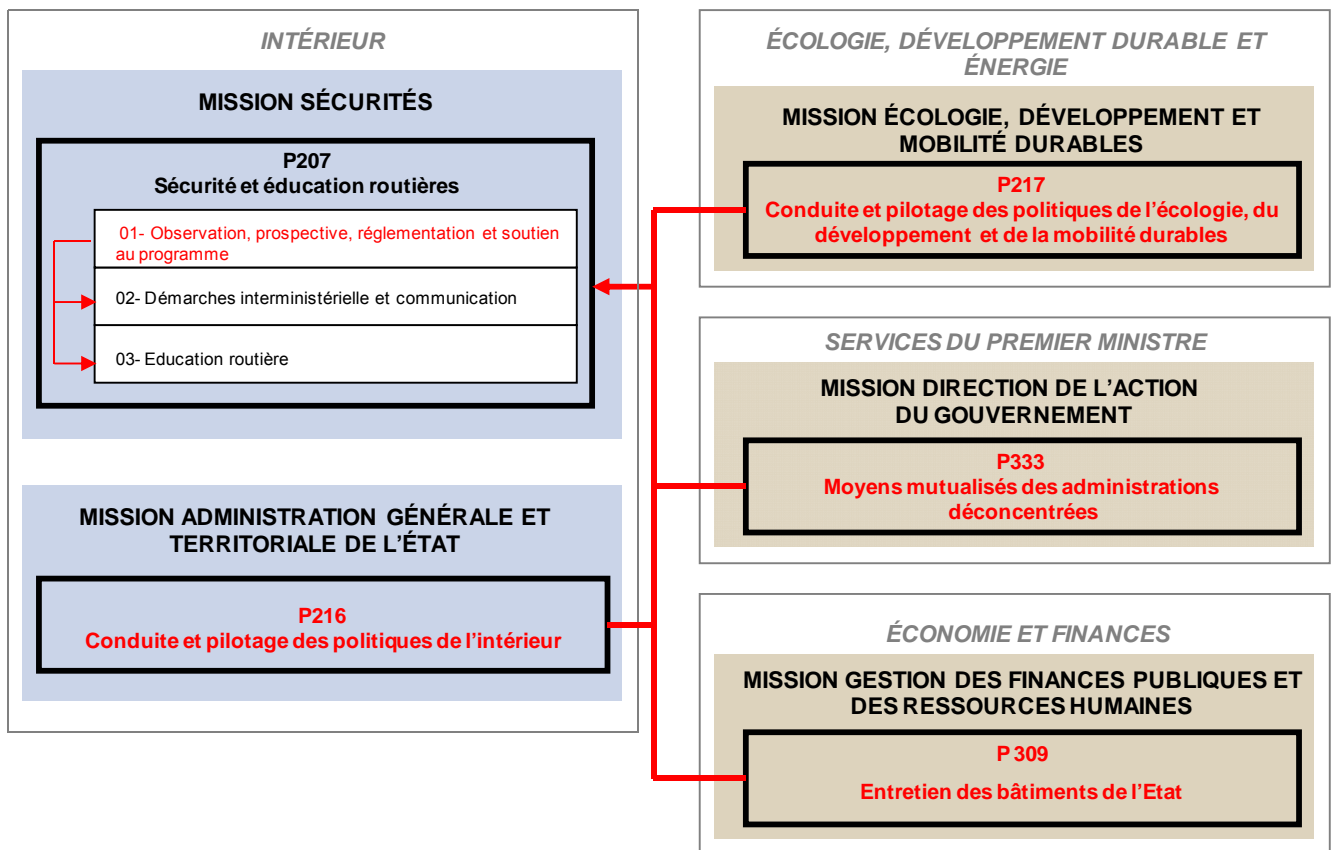 INTÉRIEUR
MISSION SÉCURITÉS
P207
Sécurité et éducation routières
01- Observation, prospective, réglementation et soutien
au programme
02- Démarches interministérielle et communication
03- Education routière
MISSION ADMINISTRATION GÉNÉRALE ET
TERRITORIALE DE L'ÉTAT
P216
Conduite et pilotage des politiques de l'intérieur
ÉCOLOGIE, DÉVELOPPEMENT DURABLE ET
ÉNERGIE
MISSION ÉCOLOGIE, DÉVELOPPEMENT ET
MOBILITÉ DURABLES
P217
Conduite et pilotage des politiques de l'écologie, du
développement et de la mobilité durables
SERVICES DU PREMIER MINISTRE
MISSION DIRECTION DE L'ACTION
DU GOUVERNEMENT
P333
Moyens mutualisés des administrations
déconcentrées
ÉCONOMIE ET FINANCES
MISSION GESTION DES FINANCES PUBLIQUES ET
DES RESSOURCES HUMAINES
P 309
Entretien des bâtiments de l'Etat